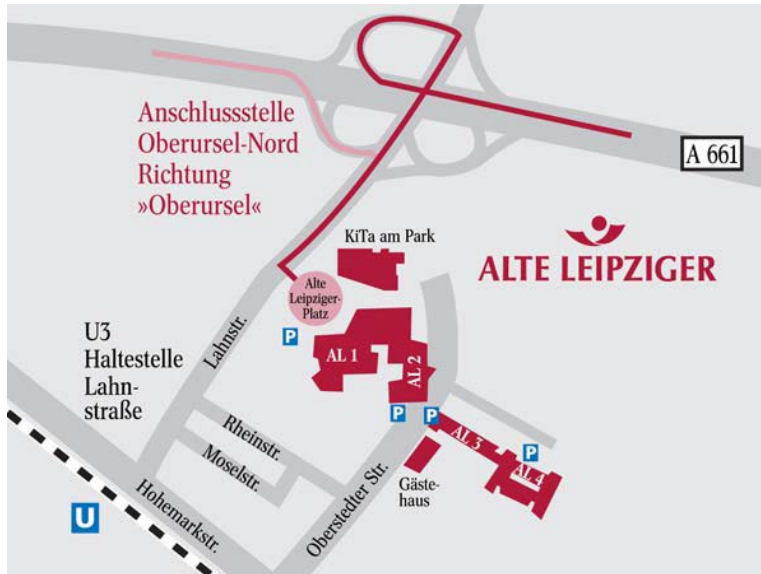 Anschlussstelle
Oberursel-Nord
Richtung
»Oberursel«
A 661
KiTa am Park
ALTE LEIPZIGER
Alte
Leipziger-
Platz
U3
Haltestelle
Lahn-
straße
Lahnstr.
P
AL 1
AL 2
P
P
Rheinstr.
AL 3
P
Moselstr.
AL 4
Gäste-
haus
Oberstedter Str.
Hohemarkstr.
U